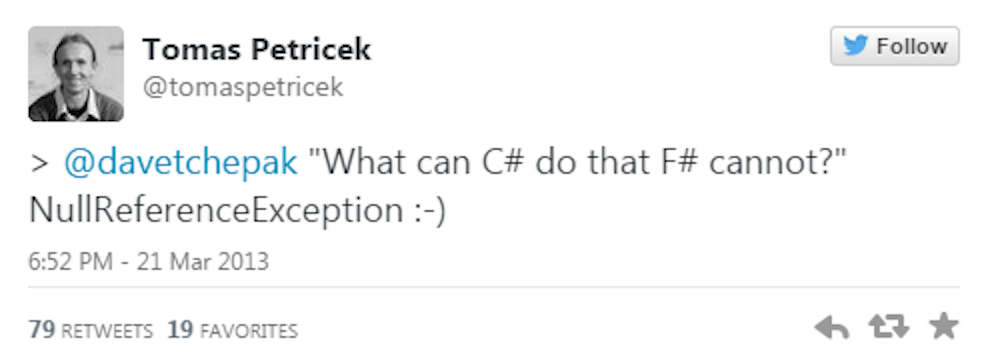 Tomas Petricek
Follow
@tomaspetricek
> @davetchepak "What can C# do that F# cannot?"
NullReferenceException :-)
6:52 PM - 21 Mar 2013
79 RETWEETS 19 FAVORITES